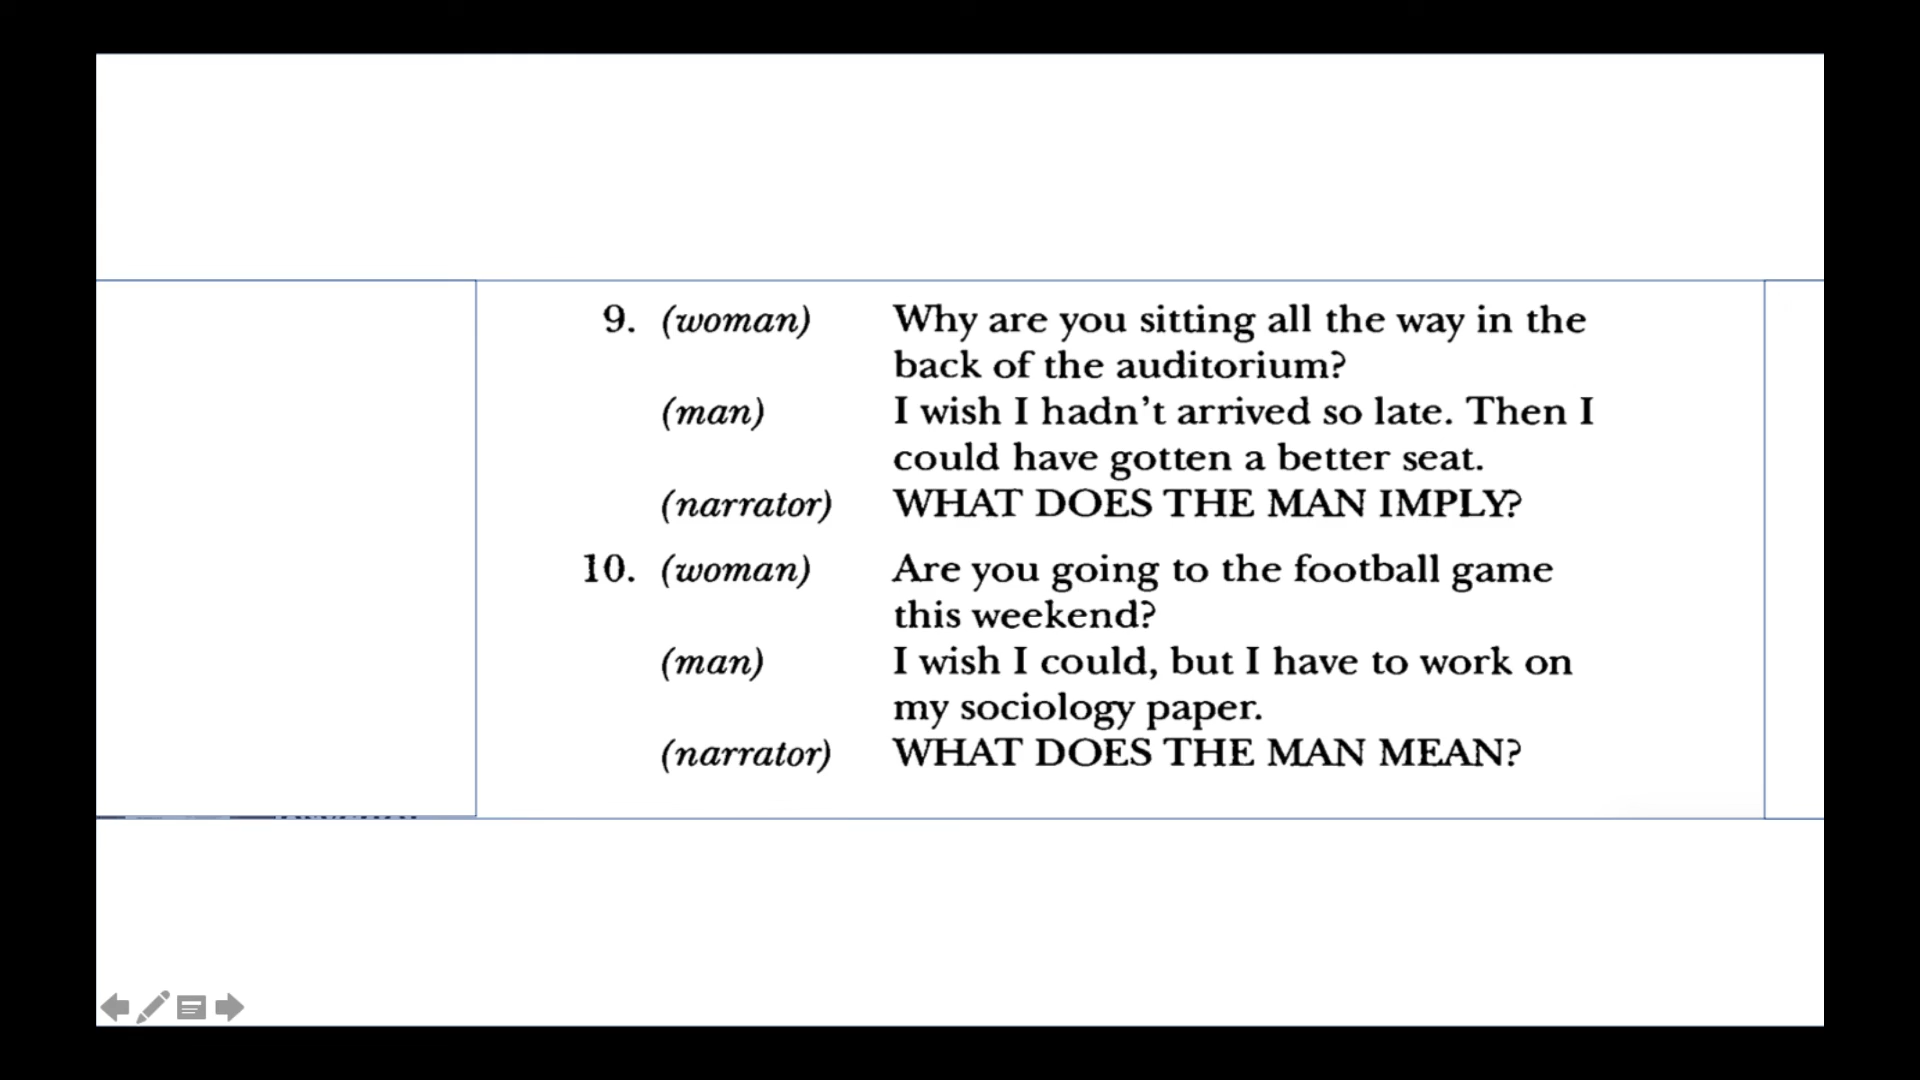 9. (woman) Why are you sitting all the way in the
back of the auditorium?
(man) I wish I hadn't arrived so late. Then I
could have gotten a better seat.
(narrator) WHAT DOES THE MAN IMPLY?
10. (woman) Are you going to the football game
this weekend?
(man) I wish I could, but I have to work on
my sociology paper.
(narrator) WHAT DOES THE MAN MEAN?